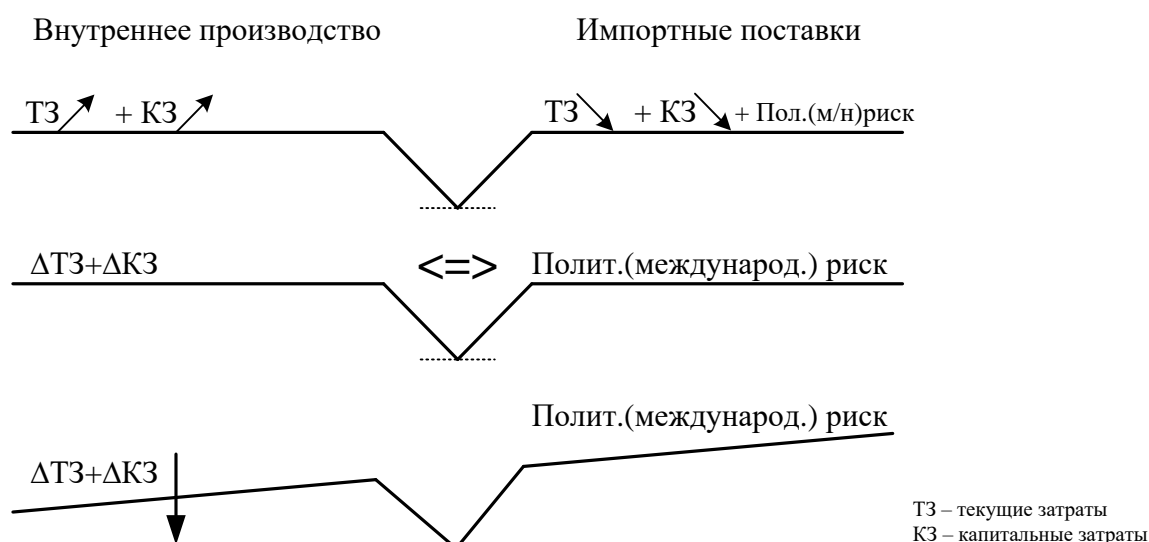 Внутреннее производство Импортные поставки
ТЗ + КЗ ТЗ + КЗ + Пол.(м/н)риск
ΔТЗ+ΔКЗ <=> Полит.(международ.) риск
Полит.(международ.) риск
ΔТЗ+ΔКЗ
ТЗ – текущие затраты
КЗ – капитальные затраты